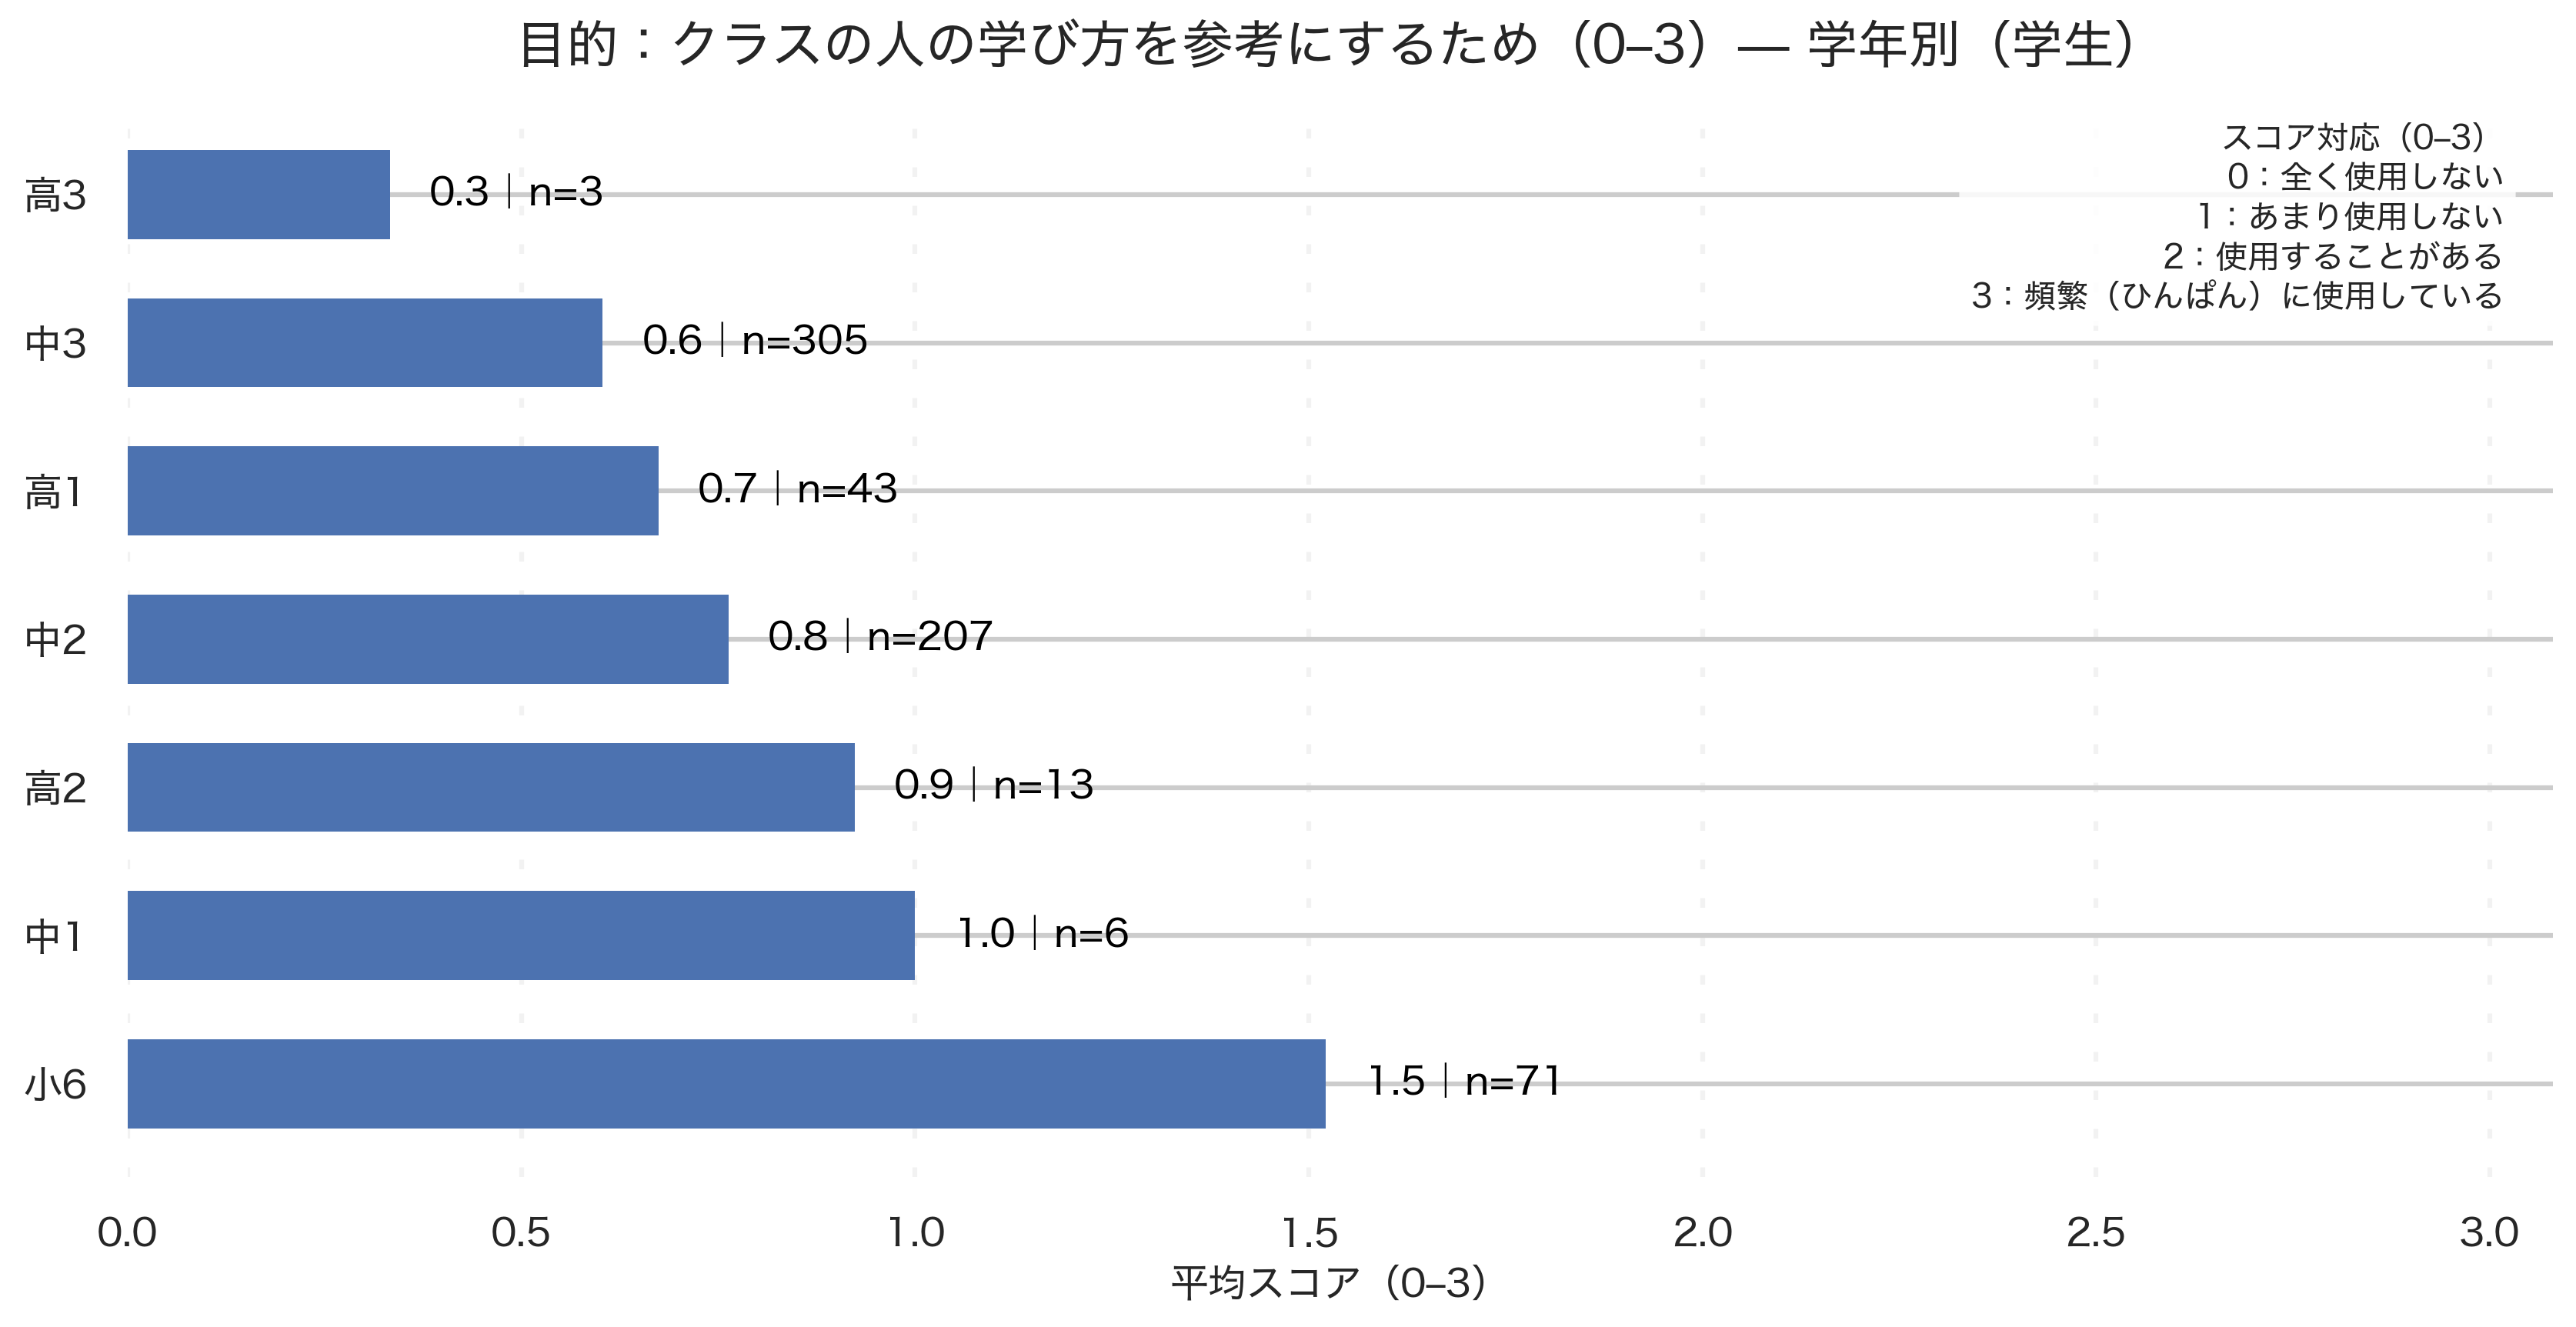 目的：クラスの人の学び方を参考にするため（0–3）— 学年別（学生）
スコア対応（0–3）
0：全く使用しない
1：あまり使用しない
2：使用することがある
3：頻繁（ひんぱん）に使用している
高3 0.3｜n=3
中3 0.6｜n=305
高1 0.7｜n=43
中2 0.8｜n=207
高2 0.9｜n=13
中1 1.0｜n=6
小6 1.5｜n=71
0.0 0.5 1.0 1.5 2.0 2.5 3.0
平均スコア（0–3）